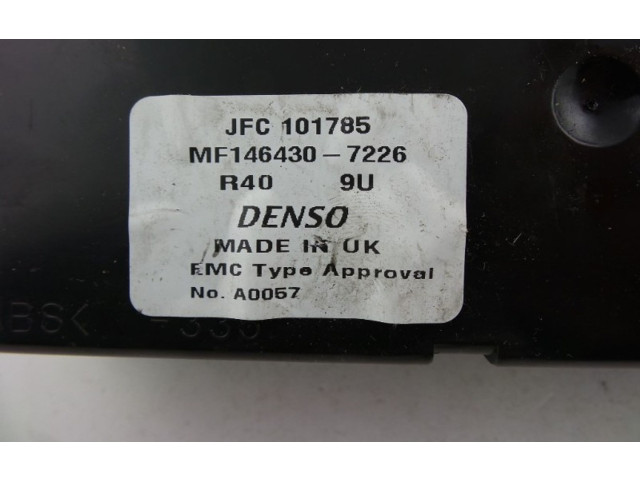 JFC 101785
MF146430-7226
R40 9U
DENSO
MADE IN UK
EMC Type Approval
No. A0057